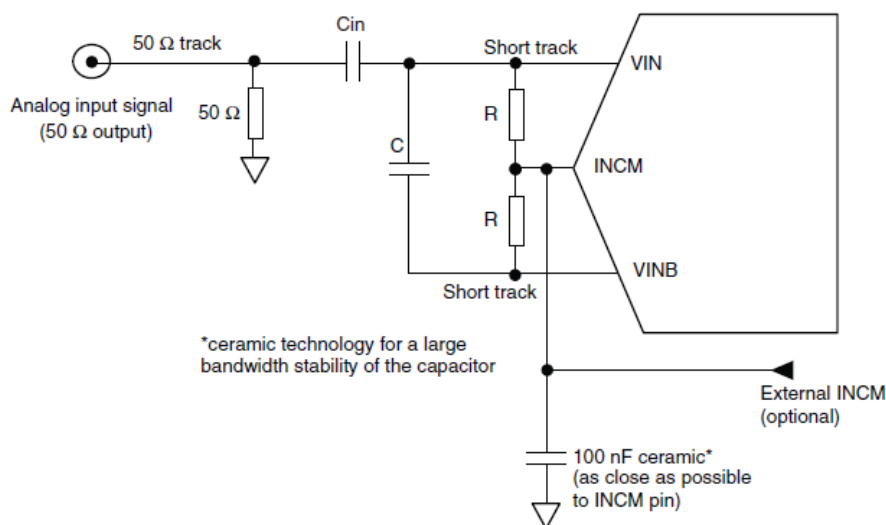 Cin
50 Ω track
Short track
VIN
Analog input signal
(50 Ω output)
50 Ω
R
C
INCM
R
VINB
Short track
*ceramic technology for a large
bandwidth stability of the capacitor
External INCM
(optional)
100 nF ceramic*
(as close as possible
to INCM pin)